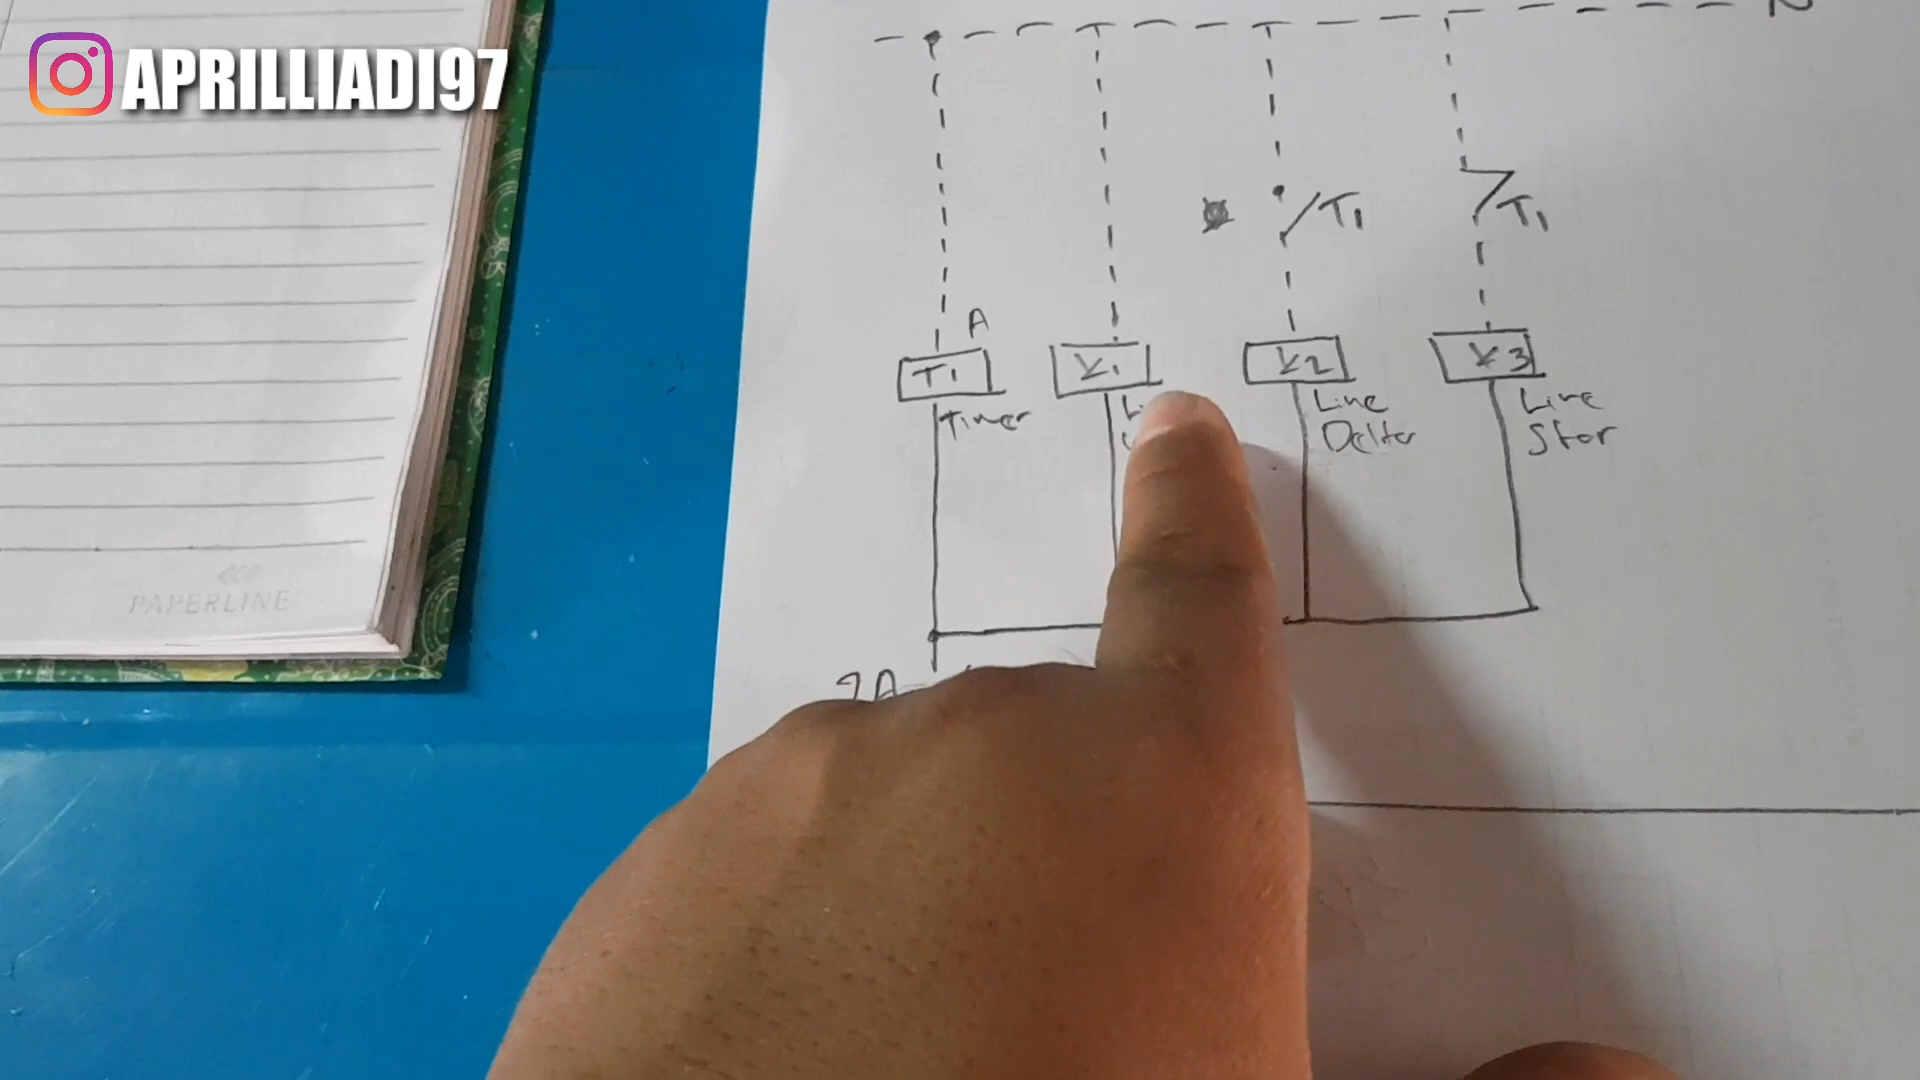 APRILLIADI97
N
T1
T1
A
T1
K1
K2
K3
Timer
Line
Delta
Line
Star
PAPERLINE